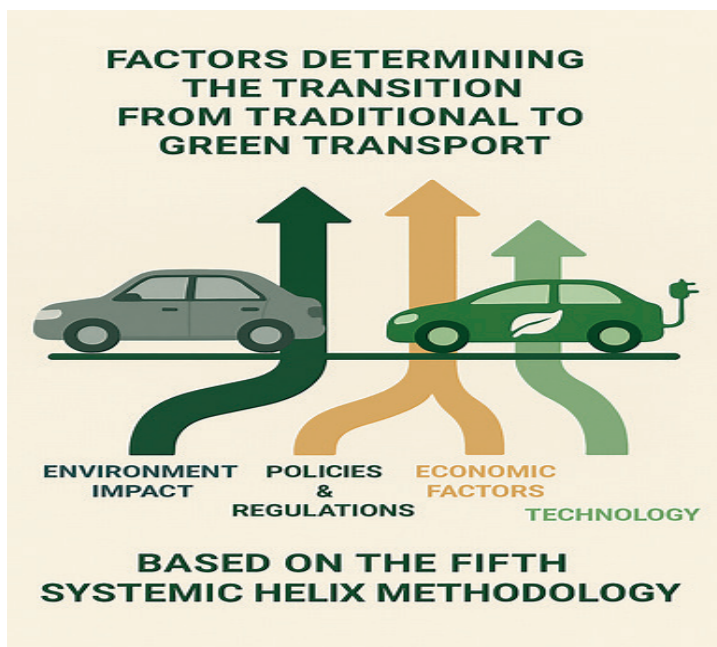 FACTORS DETERMINING
THE TRANSITION
FROM TRADITIONAL TO
GREEN TRANSPORT
ENVIRONMENT
IMPACT
POLICIES
&
REGULATIONS
ECONOMIC
FACTORS
TECHNOLOGY
BASED ON THE FIFTH
SYSTEMIC HELIX METHODOLOGY